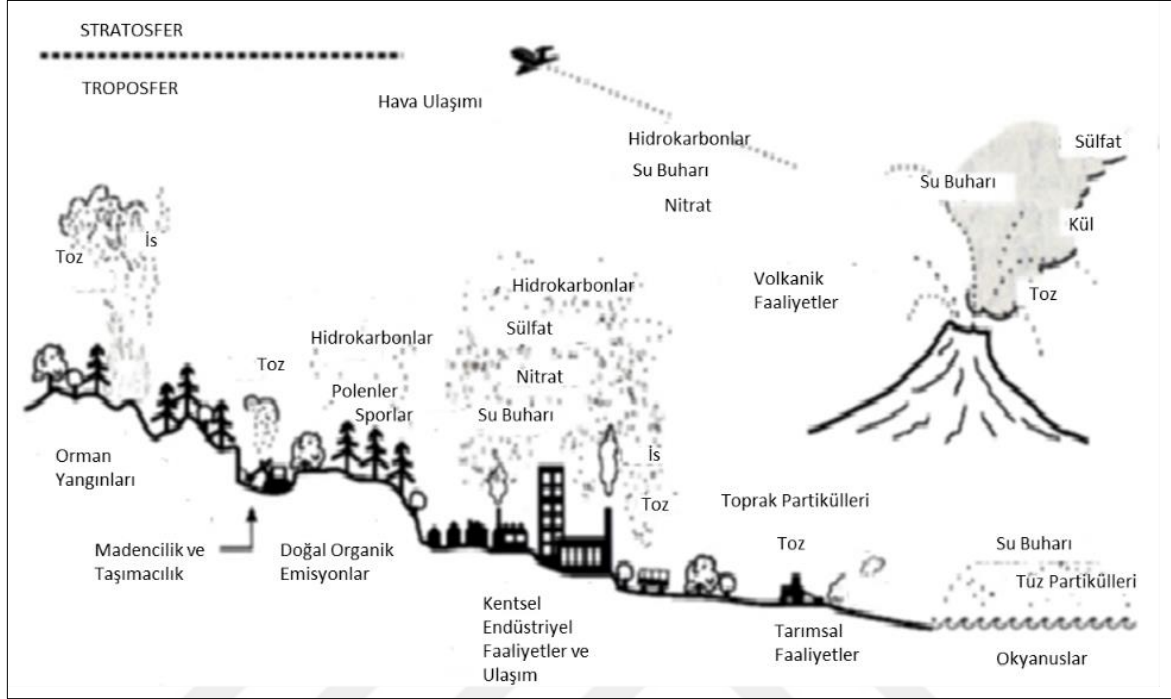 STRATOSFER
TROPOSFER
Hava Ulaşımı
Hidrokarbonlar
Su Buharı
Nitrat
Sülfat
Su Buharı
Kül
Toz
Volkanik
Faaliyetler
İs
Toz
Orman
Yangınları
Toz
Madencilik ve
Taşımacılık
Hidrokarbonlar
Polenler
Sporlar
Doğal Organik
Emisyonlar
Hidrokarbonlar
Sülfat
Nitrat
Su Buharı
İs
Toz
Kentsel
Endüstriyel
Faaliyetler ve
Ulaşım
Toprak Partikülleri
Toz
Tarımsal
Faaliyetler
Su Buharı
Tüz Partikülleri
Okyanuslar